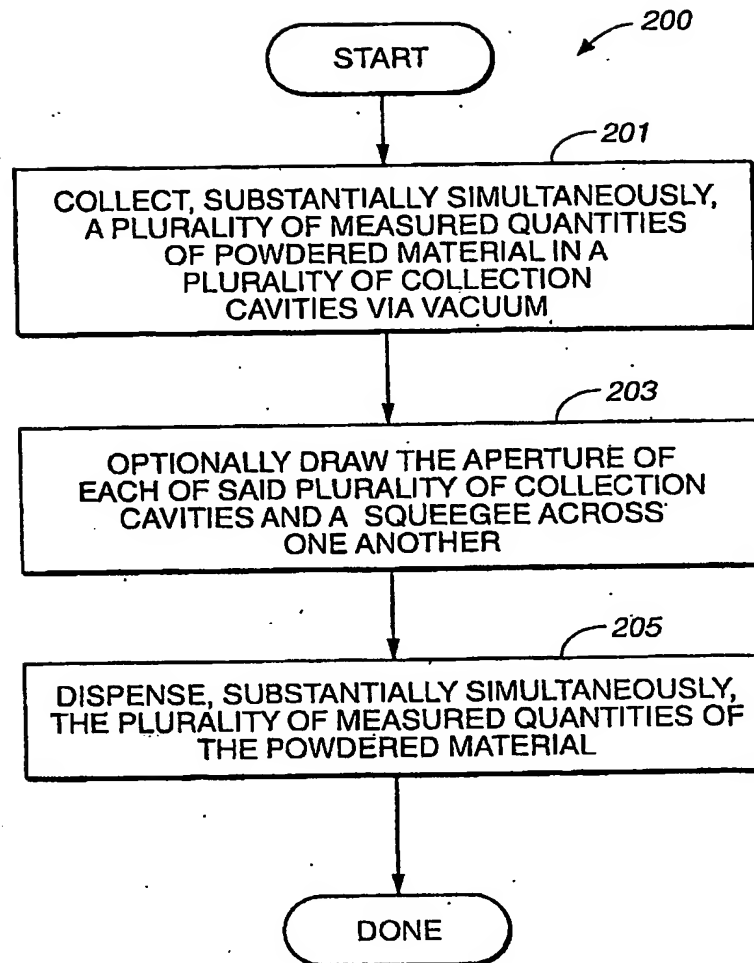 START
200
201
COLLECT, SUBSTANTIALLY SIMULTANEOUSLY,
A PLURALITY OF MEASURED QUANTITIES
OF POWDERED MATERIAL IN A
PLURALITY OF COLLECTION
CAVITIES VIA VACUUM
203
OPTIONALLY DRAW THE APERTURE OF
EACH OF SAID PLURALITY OF COLLECTION
CAVITIES AND A SQUEEGEE ACROSS
ONE ANOTHER
205
DISPENSE, SUBSTANTIALLY SIMULTANEOUSLY,
THE PLURALITY OF MEASURED QUANTITIES OF
THE POWDERED MATERIAL
DONE